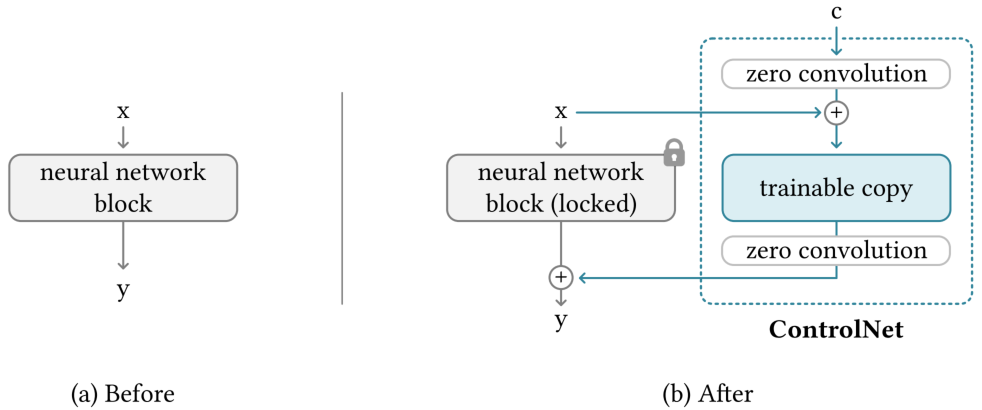 x
neural network
block
y
(a) Before
c
zero convolution
x
+
neural network
block (locked)
trainable copy
zero convolution
+
y
ControlNet
(b) After